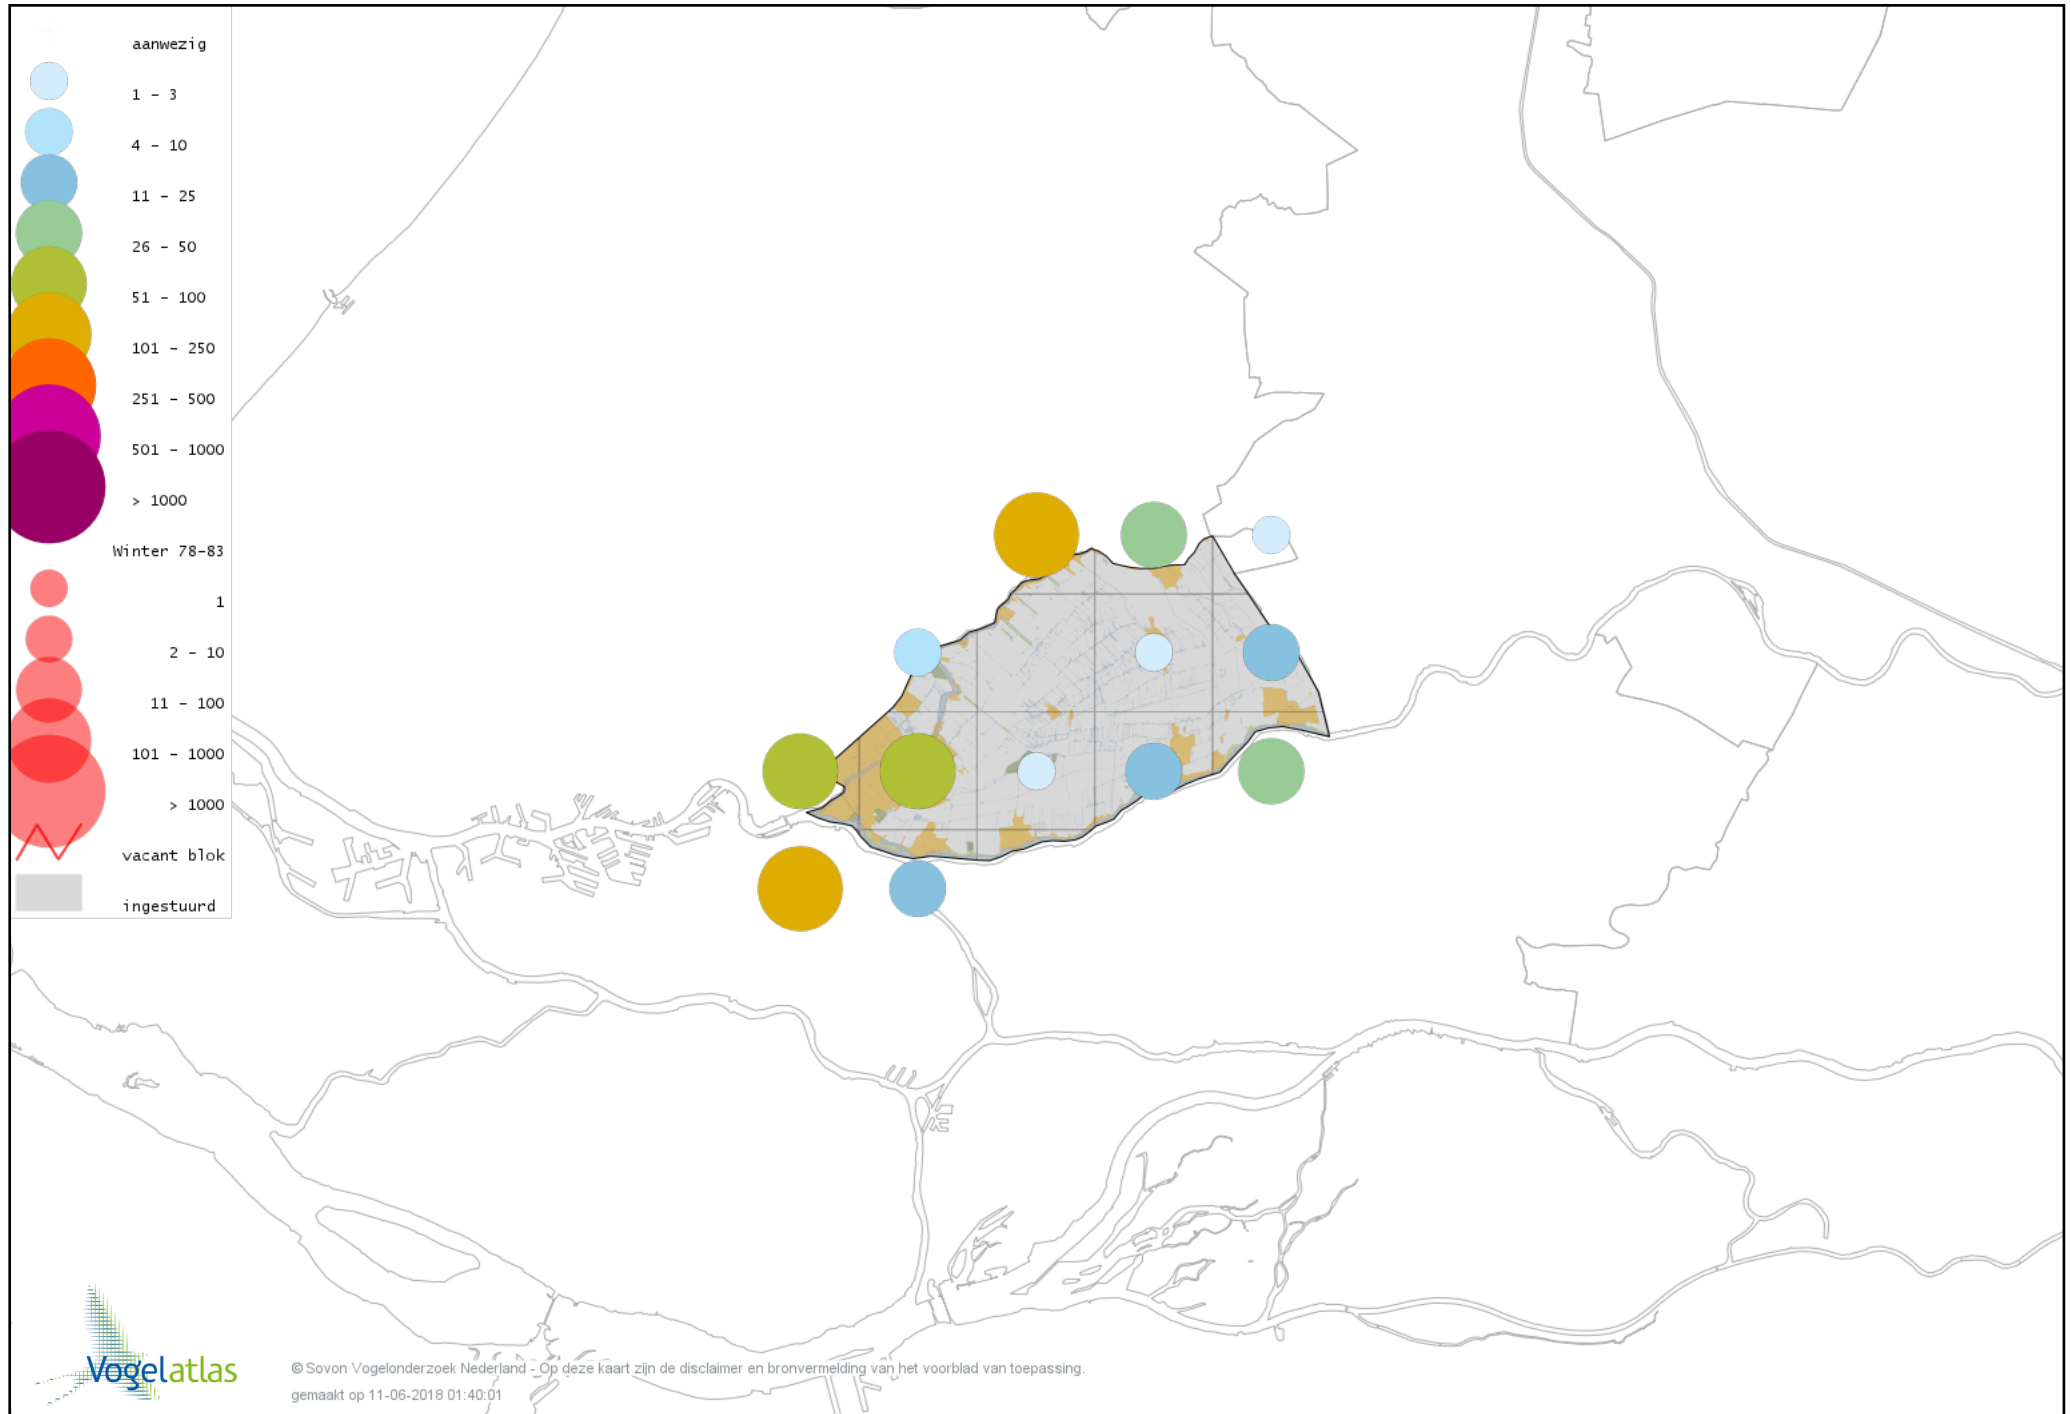 aanwezig
1 - 3
4 - 10
11 - 25
26 - 50
51 - 100
101 - 250
251 - 500
501 - 1000
> 1000
Winter 78-83
1
2 - 10
11 - 100
101 - 1000
> 1000
vacant blok
ingestuurd
Vogelatlas
© Sovon Vogelonderzoek Nederland - Op deze kaart zijn de disclaimer en bronvermelding van het voorblad van toepassing.
gemaakt op 11-06-2018 01:40:01